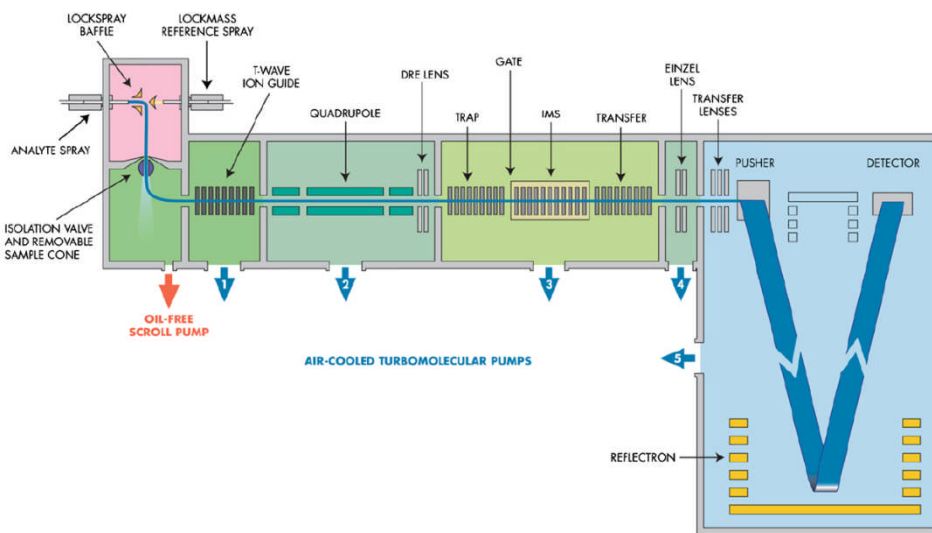 LOCKSPRAY
BAFFLE
LOCKMASS
REFERENCE SPRAY
T-WAVE
ION GUIDE
QUADRUPOLE
DRE LENS
GATE
TRAP
IMS
TRANSFER
EINZEL
LENS
TRANSFER
LENSES
PUSHER
DETECTOR
ANALYTE SPRAY
ISOLATION VALVE
AND REMOVABLE
SAMPLE CONE
1
2
3
4
OIL-FREE
SCROLL PUMP
AIR-COOLED TURBOMOLECULAR PUMPS
5
REFLECTRON